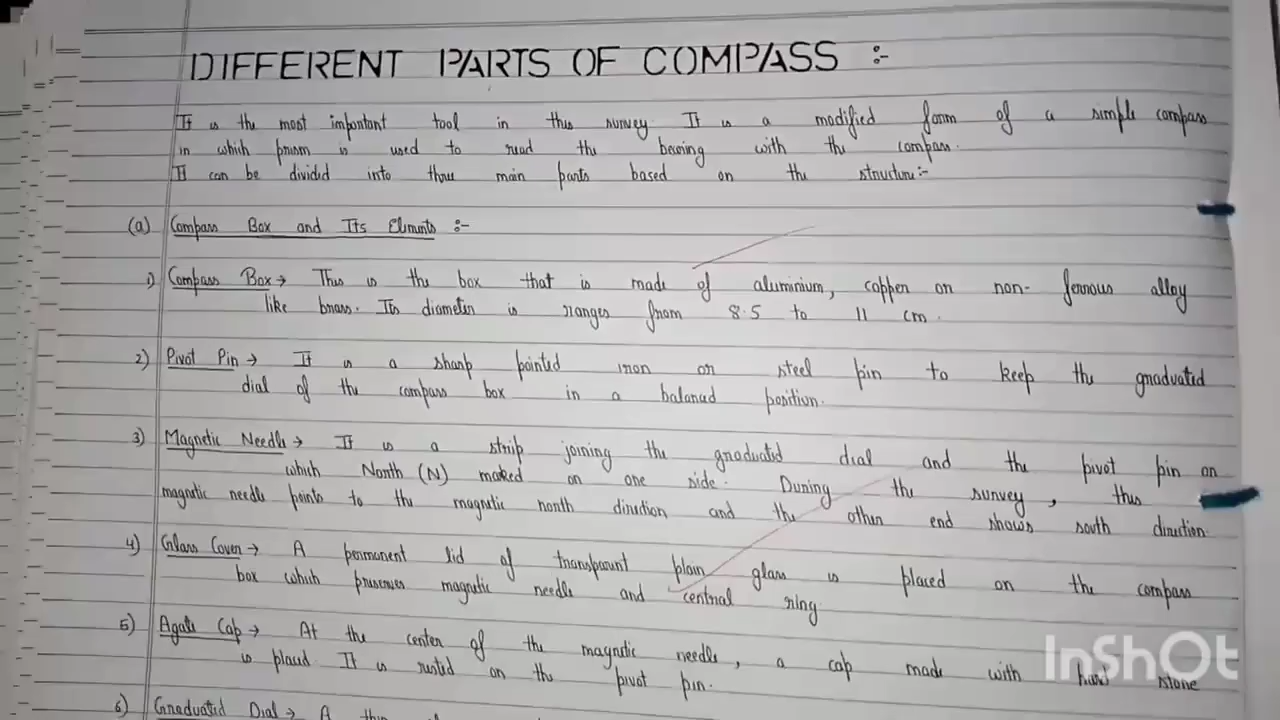 DIFFERENT PARTS OF COMPASS :-
It is the most important tool in this survey. It is a modified form of a simple compass
in which prism is used to read the bearing with the compass.
It can be divided into three main parts based on the structure:-
(a) Compass Box and Its Elements :-
1) Compass Box → This is the box that is made of aluminium, copper or non-ferrous alloy
like brass. Its diameter is ranges from 8.5 to 11 cm.
2) Pivot Pin → It is a sharp pointed iron or steel pin to keep the graduated
dial of the compass box in a balanced position.
3) Magnetic Needle → It is a strip joining the graduated dial and the pivot pin on
which North (N) marked on one side. During the survey, this
magnetic needle points to the magnetic north direction and the other end shows south direction.
4) Glass Cover → A permanent lid of transparent plain glass is placed on the compass
box which preserves magnetic needle and central ring
5) Agate Cap → At the center of the magnetic needle, a cap made with hard stone
is placed. It is rested on the pivot pin.
6) Graduated Dial → A thin
InShOt